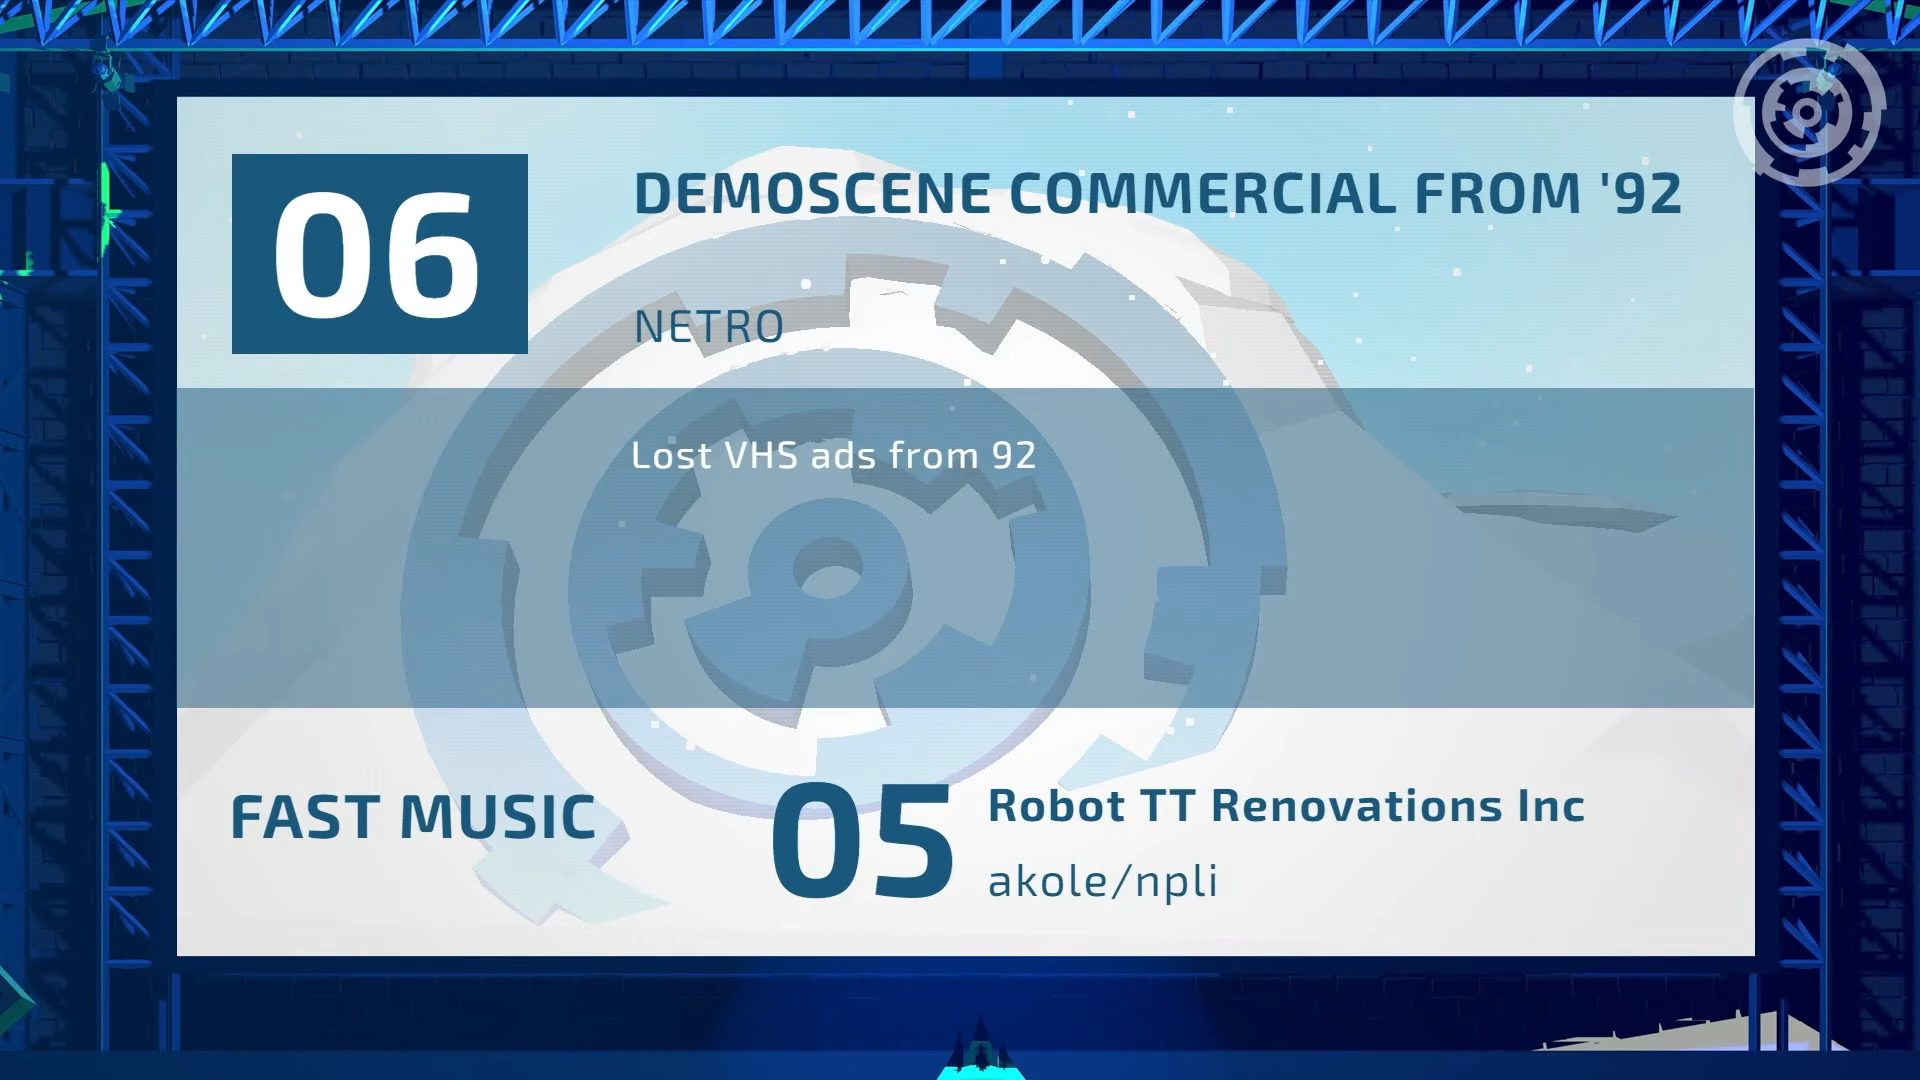 06
DEMOSCENE COMMERCIAL FROM '92
NETRO
Lost VHS ads from 92
FAST MUSIC
05
Robot TT Renovations Inc
akole/npli